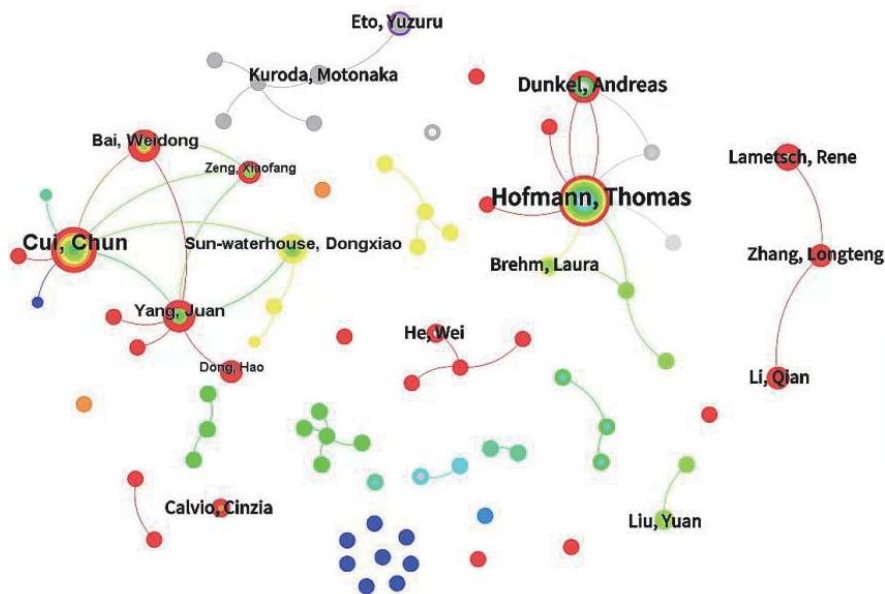 Eto, Yuzuru
Kuroda, Motonaka
Dunkel, Andreas
Bai, Weidong
Zeng, Xiaofang
Lametsch, Rene
Hofmann, Thomas
Cui, Chun
Sun-waterhouse, Dongxiao
Zhang, Longteng
Brehm, Laura
Yang, Juan
He, Wei
Dong, Hao
Li, Qian
Calvio, Cinzia
Liu, Yuan